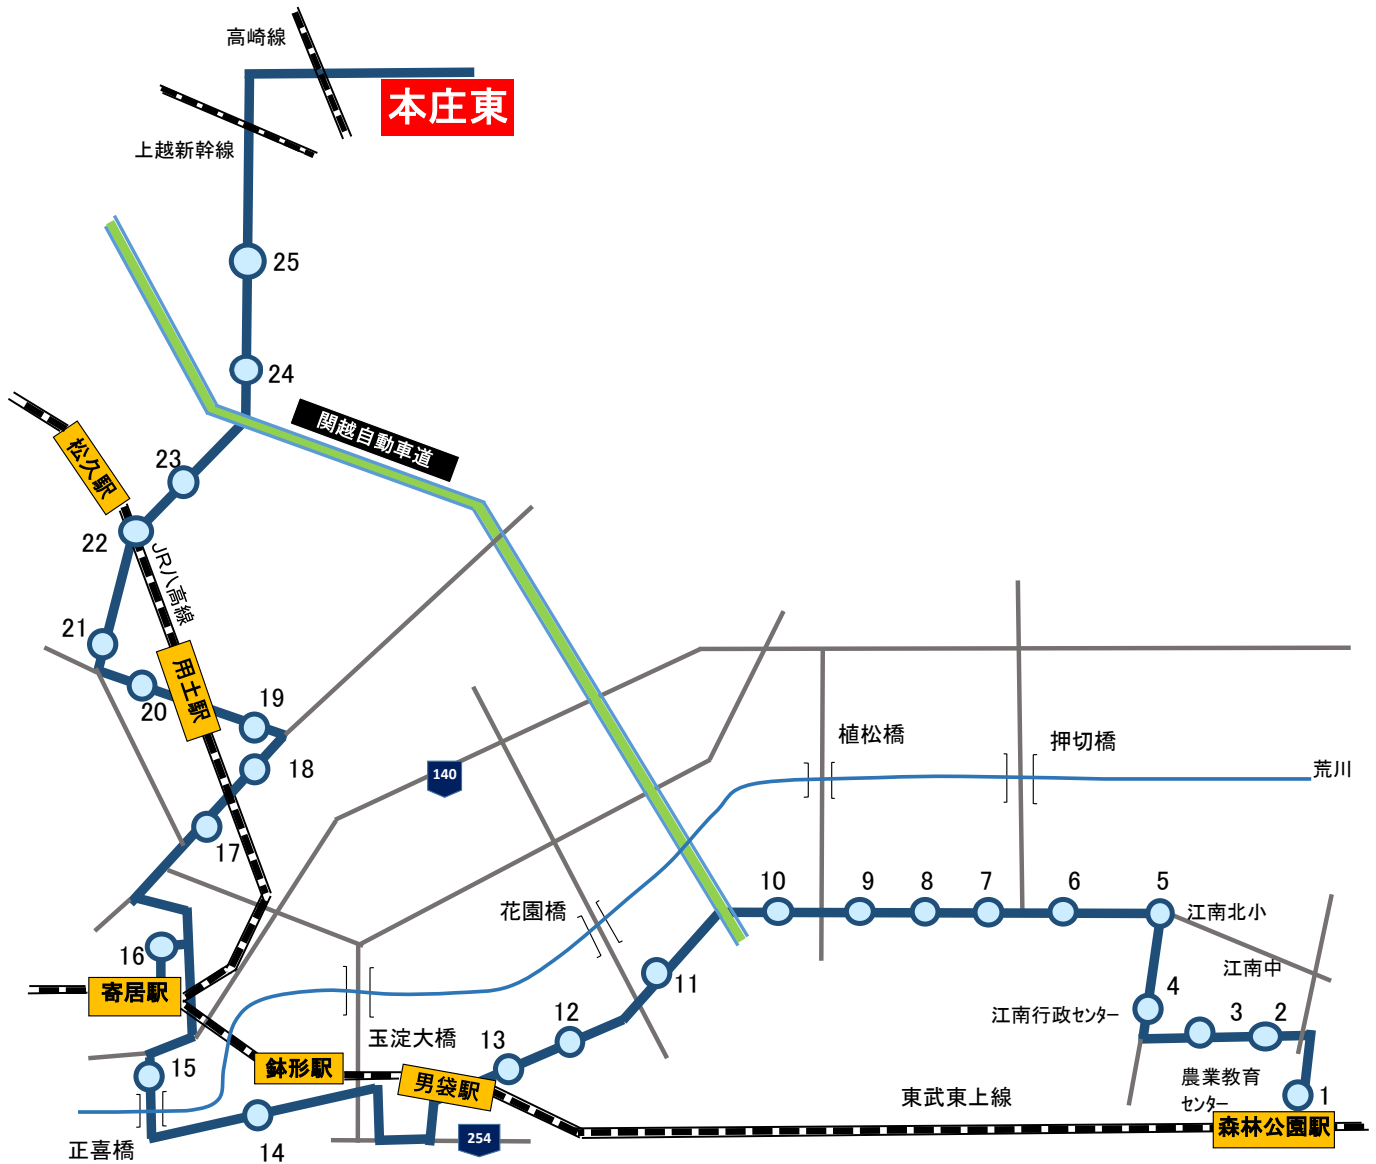 高崎線
本庄東
上越新幹線
25
24
関越自動車道
松久駅
23
22
JR八高線
21
用土駅
20
19
18
17
140
植松橋
押切橋
荒川
花園橋
10
9
8
7
6
5
江南北小
江南中
16
寄居駅
11
4
江南行政センター
3
2
12
玉淀大橋
13
15
鉢形駅
男衾駅
農業教育
センター
1
東武東上線
森林公園駅
正喜橋
14
254